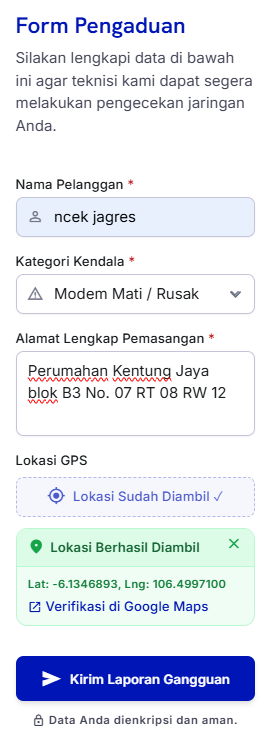 Form Pengaduan
Silakan lengkapi data di bawah
ini agar teknisi kami dapat segera
melakukan pengecekan jaringan
Anda.
Nama Pelanggan *
ncek jagres
Kategori Kendala *
Modem Mati / Rusak
Alamat Lengkap Pemasangan *
Perumahan Kentung Jaya
blok B3 No. 07 RT 08 RW 12
Lokasi GPS
Lokasi Sudah Diambil ✓
Lokasi Berhasil Diambil
Lat: -6.1346893, Lng: 106.4997100
Verifikasi di Google Maps
Kirim Laporan Gangguan
Data Anda dienkripsi dan aman.